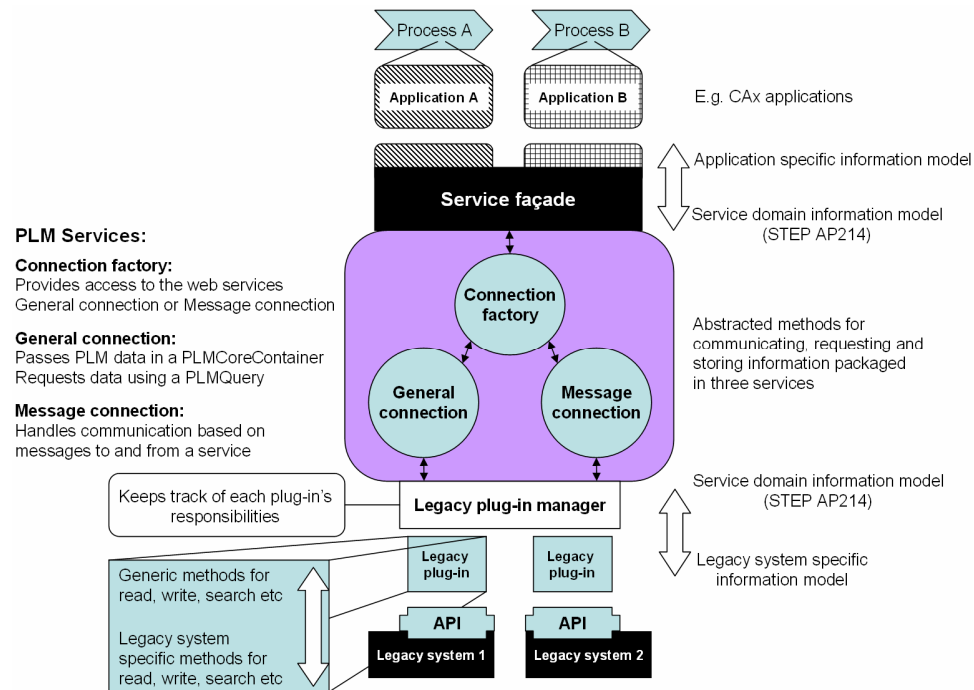 Process A
Process B
Application A
Application B
E.g. CAx applications
Application specific information model
Service façade
Service domain information model
(STEP AP214)
PLM Services:
Connection factory:
Provides access to the web services
General connection or Message connection
General connection:
Passes PLM data in a PLMCoreContainer
Requests data using a PLMQuery
Message connection:
Handles communication based on
messages to and from a service
Connection
factory
General
connection
Message
connection
Abstracted methods for
communicating, requesting and
storing information packaged
in three services
Keeps track of each plug-in's
responsibilities
Legacy plug-in manager
Service domain information model
(STEP AP214)
Legacy system specific
information model
Legacy
plug-in
Legacy
plug-in
Generic methods for
read, write, search etc
Legacy system
specific methods for
read, write, search etc
API
API
Legacy system 1
Legacy system 2